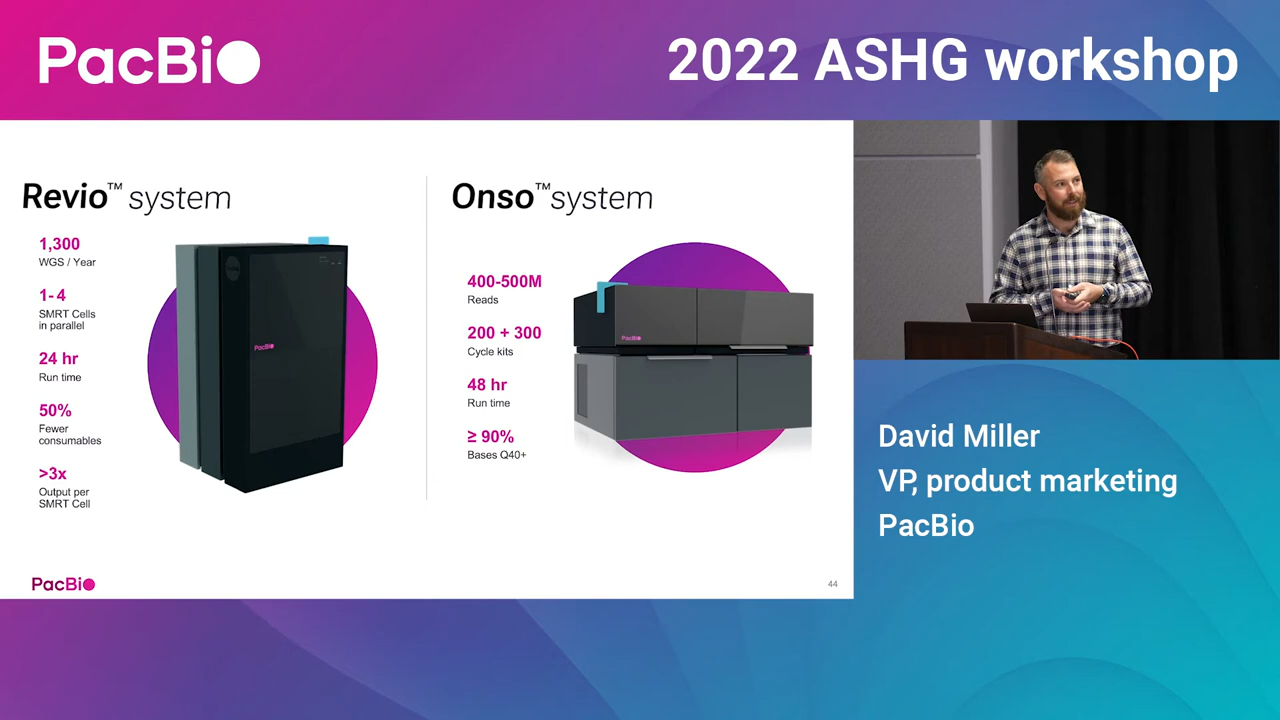 PacBio
2022 ASHG workshop
Revio™ system
1,300
WGS / Year
1-4
SMRT Cells
in parallel
24 hr
Run time
50%
Fewer
consumables
>3x
Output per
SMRT Cell
PacBio
Onso™ system
400-500M
Reads
200 + 300
Cycle kits
48 hr
Run time
≥ 90%
Bases Q40+
PacBio
PacBio
44
David Miller
VP, product marketing
PacBio